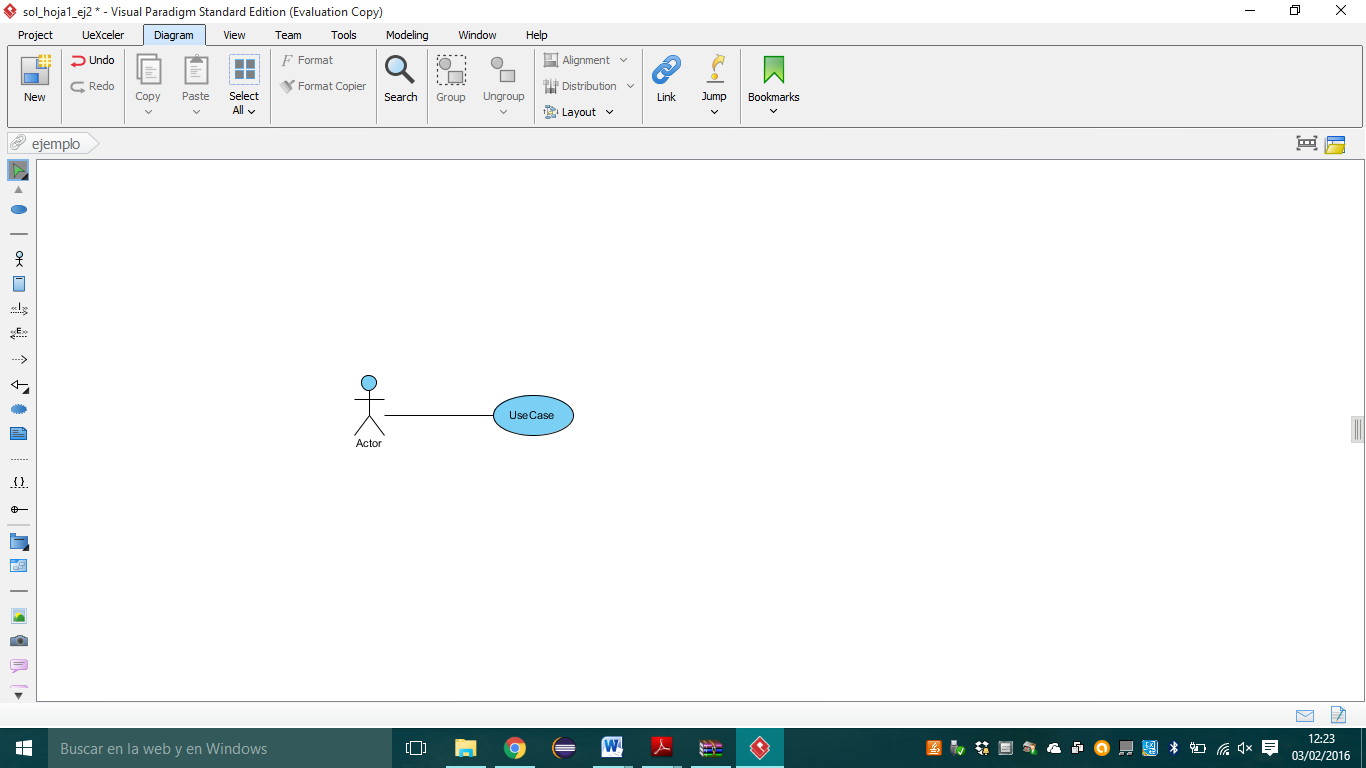 sol_hoja1_ej2 * - Visual Paradigm Standard Edition (Evaluation Copy)
Project UeXceler Diagram View Team Tools Modeling Window Help
New
Undo
Redo
Copy
Paste
Select
All
Format
Format Copier
Search
Group
Ungroup
Alignment
Distribution
Layout
Link
Jump
Bookmarks
ejemplo
Actor
UseCase
Buscar en la web y en Windows
12:23
03/02/2016